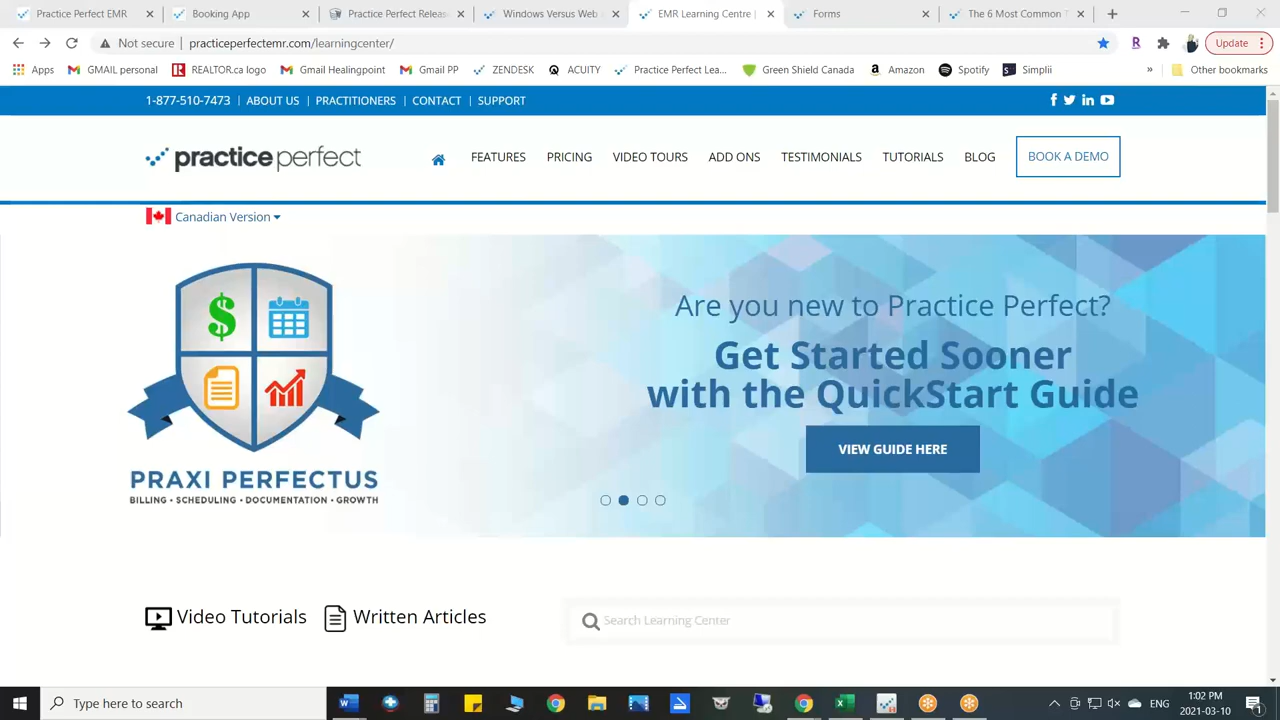 Practice Perfect EMR
Booking App
Practice Perfect Releas
Windows Versus Web
EMR Learning Centre |
Forms
The 6 Most Common T
Not secure | practiceperfectemr.com/learningcenter/
Update
Apps
GMAIL personal
REALTOR.ca.logo
Gmail Healingpoint
Gmail PP
ZENDESK
ACUITY
Practice Perfect Lea...
Green Shield Canada
Amazon
Spotify
Simplii
»
Other bookmarks
1-877-510-7473 | ABOUT US | PRACTITIONERS | CONTACT | SUPPORT
practice perfect
FEATURES
PRICING
VIDEO TOURS
ADD ONS
TESTIMONIALS
TUTORIALS
BLOG
BOOK A DEMO
Canadian Version
Are you new to Practice Perfect?
Get Started Sooner
with the QuickStart Guide
VIEW GUIDE HERE
$
PRAXI PERFECTUS
BILLING • SCHEDULING • DOCUMENTATION • GROWTH
Video Tutorials
Written Articles
Search Learning Center
Type here to search
ENG
1:02 PM
2021-03-10